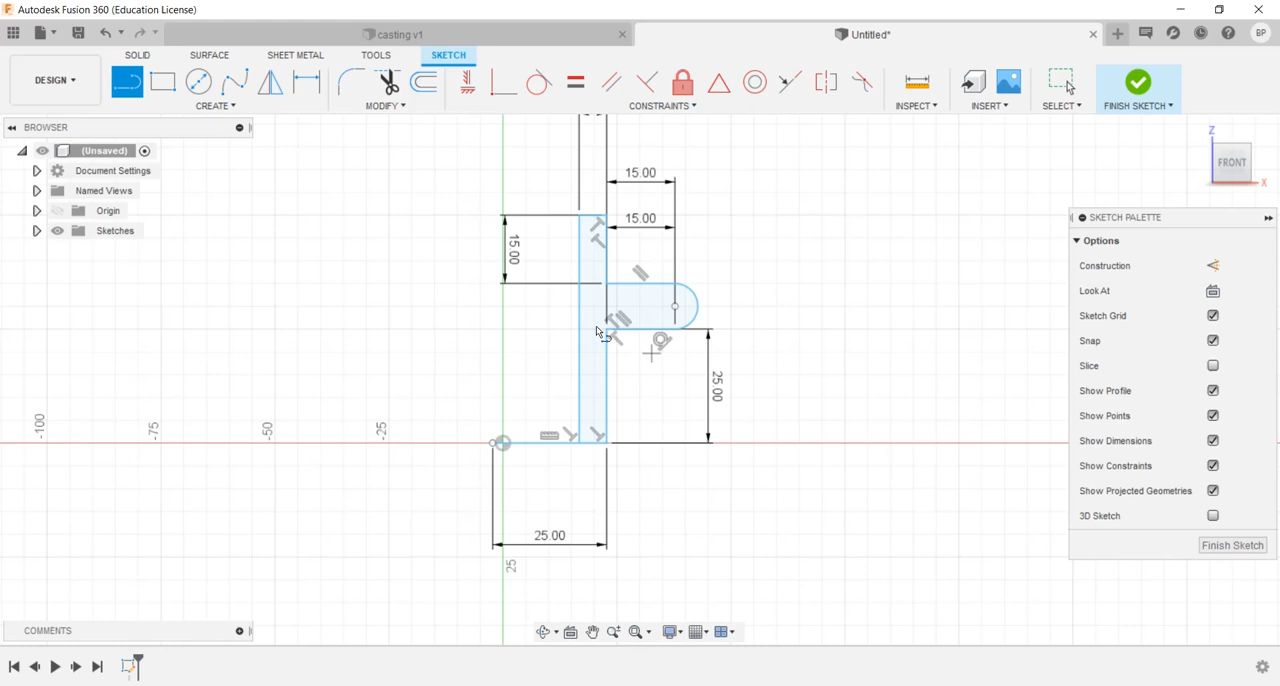 Autodesk Fusion 360 (Education License)
casting v1
Untitled*
BP
SOLID SURFACE SHEET METAL TOOLS SKETCH
DESIGN
CREATE MODIFY CONSTRAINTS INSPECT INSERT SELECT FINISH SKETCH
BROWSER
(Unsaved)
Document Settings
Named Views
Origin
Sketches
Z
FRONT
X
15.00
15.00
15.00
25.00
25.00
-100
-75
-50
-25
25
SKETCH PALETTE
Options
Construction
Look At
Sketch Grid
Snap
Slice
Show Profile
Show Points
Show Dimensions
Show Constraints
Show Projected Geometries
3D Sketch
Finish Sketch
COMMENTS